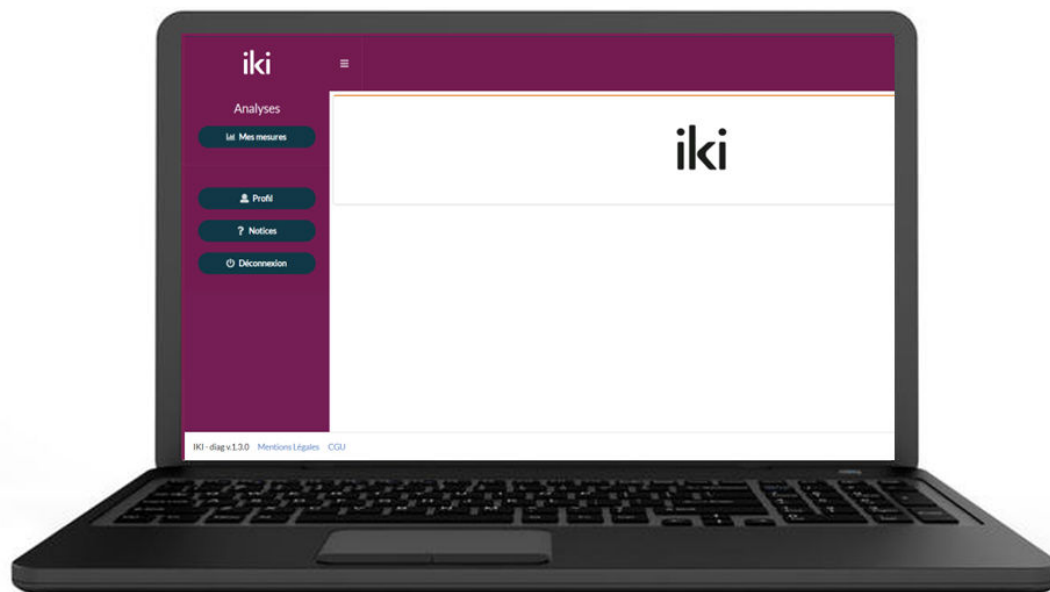 iki
Analyses
Mes mesures
Profil
? Notices
Déconnexion
iki
IKI - diag v.1.3.0 Mentions Légales CGU